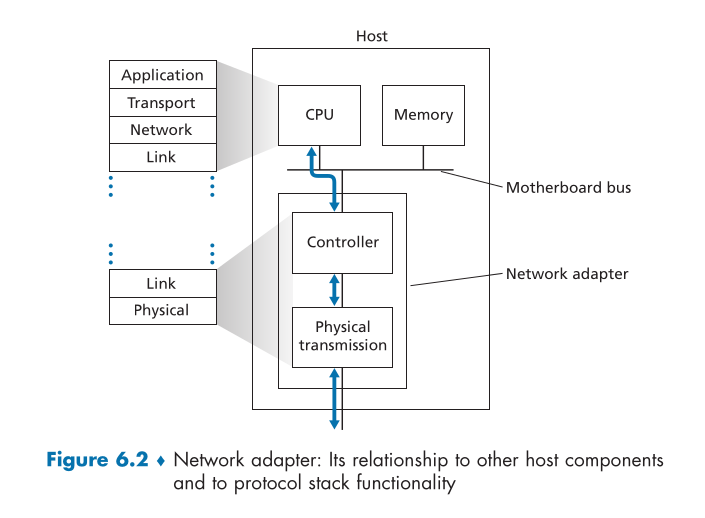 Host
Application
Transport
Network
Link
CPU
Memory
Motherboard bus
Controller
Link
Physical
Network adapter
Physical
transmission
Figure 6.2 ♦ Network adapter: Its relationship to other host components
and to protocol stack functionality